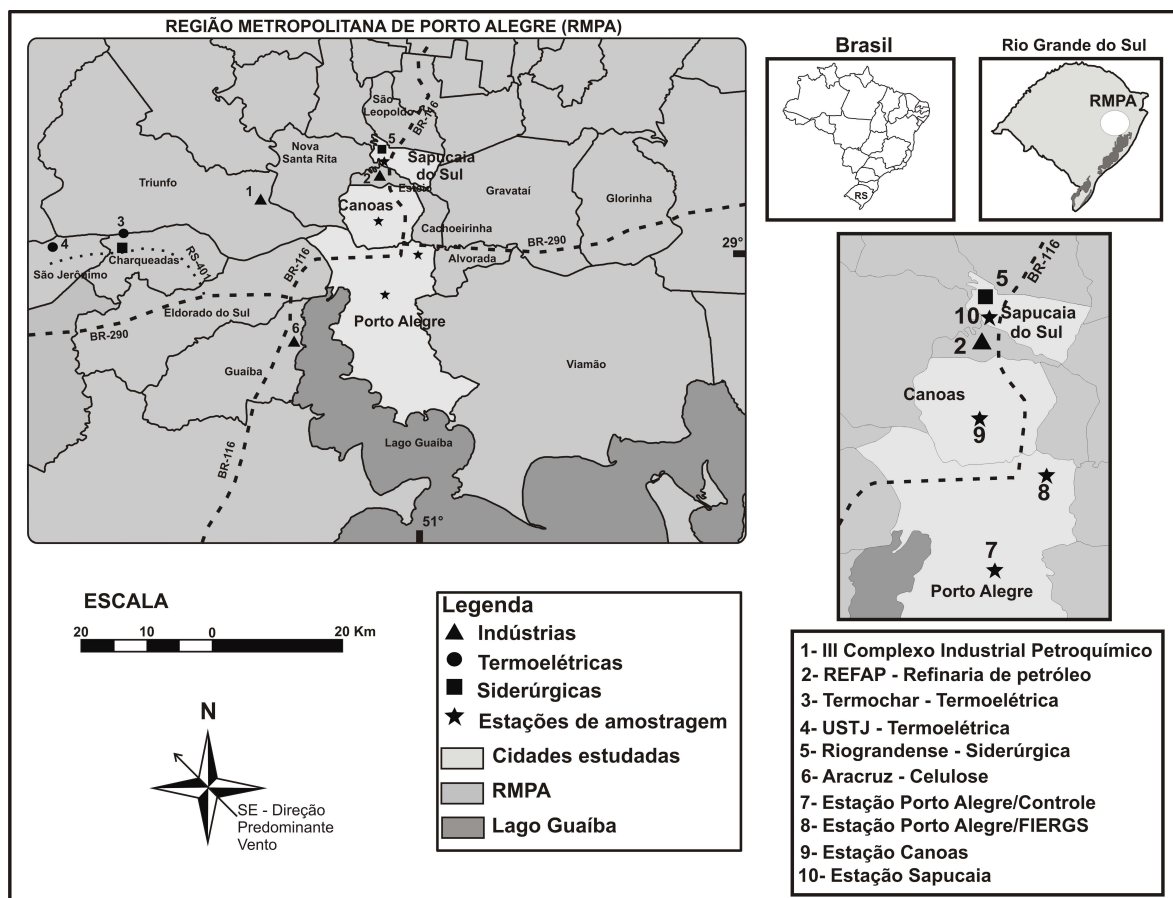 REGIÃO METROPOLITANA DE PORTO ALEGRE (RMPA)
São
Leopoldo
BR-116
5
Nova
Santa Rita
Sapucaia
do Sul
2
Esteio
Triunfo
1
Gravataí
Glorinha
Canoas
3
4
Cachoeirinha
BR-290
Charqueadas
São Jerônimo
RS-401
BR-116
Alvorada
29°
Eldorado do Sul
Porto Alegre
BR-290
6
Guaíba
Viamão
BR-116
Lago Guaíba
51°
Brasil
RS
Rio Grande do Sul
RMPA
BR-116
5
10
Sapucaia
do Sul
2
Canoas
9
8
7
Porto Alegre
ESCALA
20 10 0 20 Km
N
SE - Direção
Predominante
Vento
Legenda
Indústrias
Termoelétricas
Siderúrgicas
Estações de amostragem
Cidades estudadas
RMPA
Lago Guaíba
1- III Complexo Industrial Petroquímico
2- REFAP - Refinaria de petróleo
3- Termochar - Termoelétrica
4- USTJ - Termoelétrica
5- Riograndense - Siderúrgica
6- Aracruz - Celulose
7- Estação Porto Alegre/Controle
8- Estação Porto Alegre/FIERGS
9- Estação Canoas
10- Estação Sapucaia